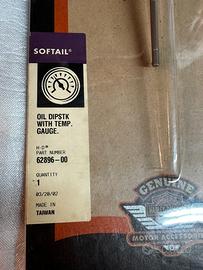 SOFTAIL®
OIL DIPSTK
WITH TEMP.
GAUGE.
H-D®
PART NUMBER
62896-00
QUANTITY
1
03/20/02
MADE IN
TAIWAN
GENUINE
MOTOR ACCESSORIES